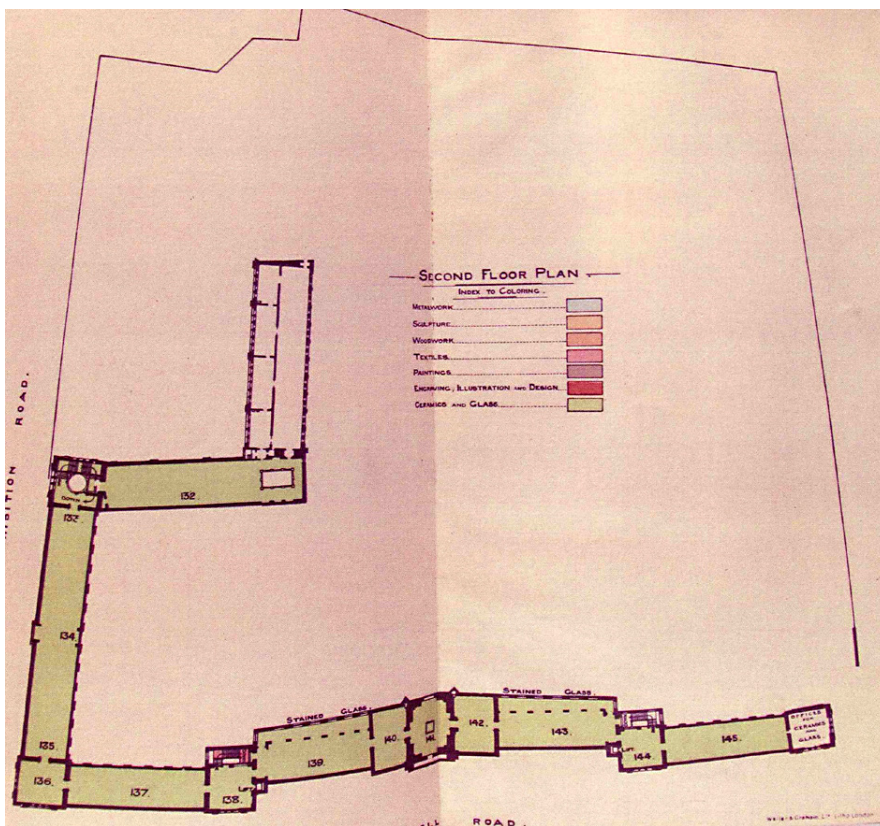 SECOND FLOOR PLAN
INDEX TO COLORING.
METALWORK
SCULPTURE
WOODWORK
TEXTILES
PAINTINGS
ENGRAVING, ILLUSTRATION AND DESIGN
CERAMICS AND GLASS
ROAD.
132.
DOWN
133.
134.
135.
136.
137.
138.
LIFT
STAINED GLASS.
139.
140.
141.
142.
STAINED GLASS.
143.
LIFT
144.
145.
OFFICES
FOR
CERAMICS
AND
GLASS.
ROAD.